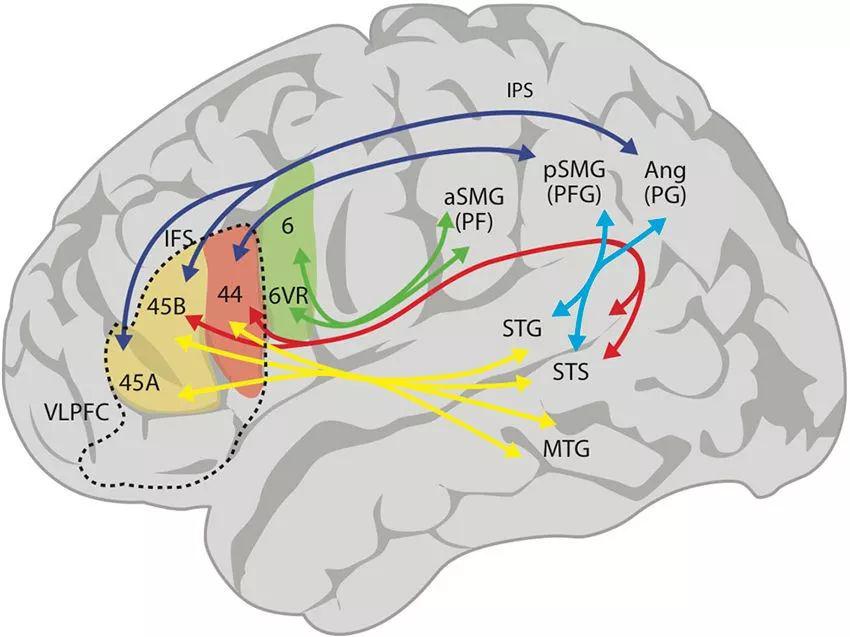 IPS
pSMG
(PFG)
Ang
(PG)
aSMG
(PF)
6
IFS
44
6VR
45B
STG
STS
45A
VLPFC
MTG